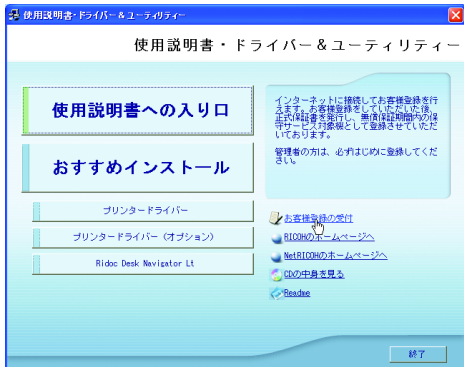 使用説明書・ドライバー＆ユーティリティー
使用説明書・ドライバー＆ユーティリティー
使用説明書への入り口
おすすめインストール
プリンタードライバー
プリンタードライバー（オプション）
Ridoc Desk Navigator Lt
インターネットに接続してお客様登録を行
えます。お客様登録をしていただいた後、
正式保証書を発行し、無償保証期間内の保
守サービス対象機として登録させていただ
いております。
管理者の方は、必ずはじめに登録してくだ
さい。
お客様登録の受付
RICOHのホームページへ
NetRICOHのホームページへ
CDの中身を見る
Readme
終了